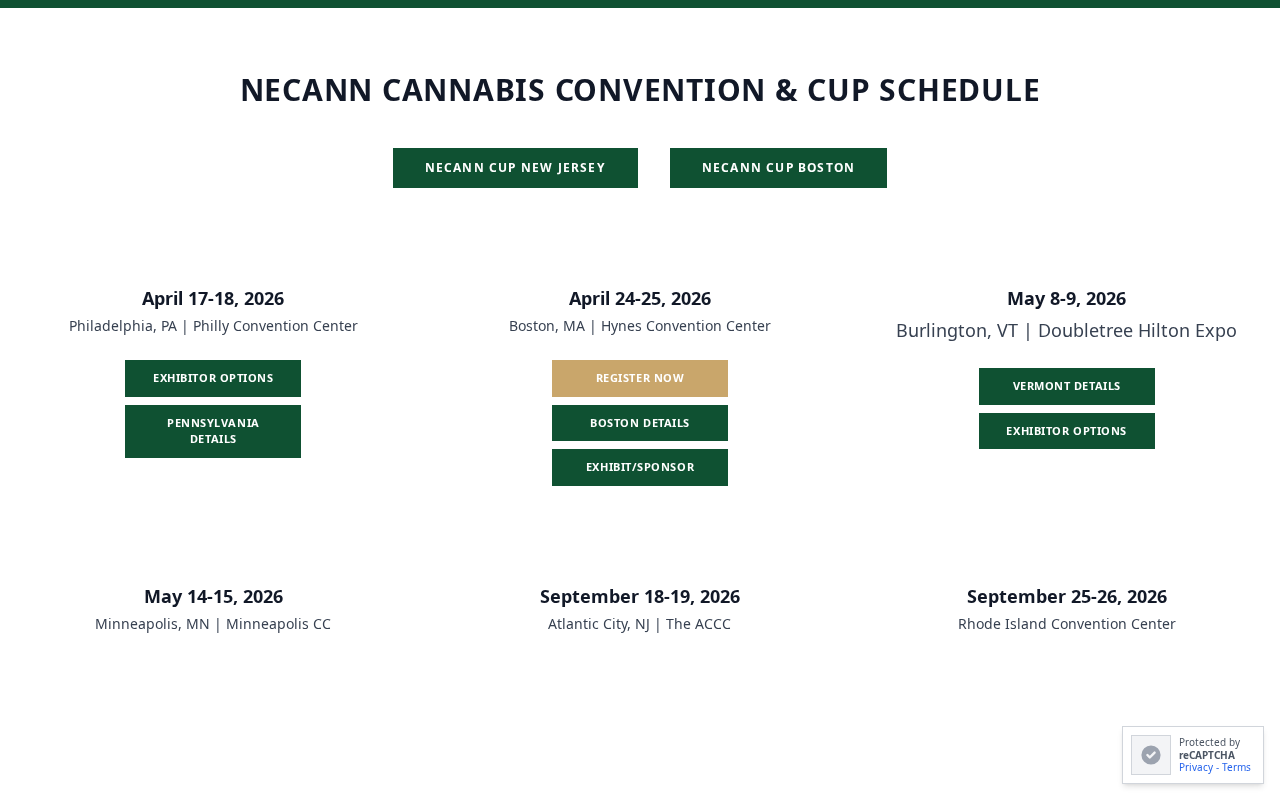 NECANN CANNABIS CONVENTION & CUP SCHEDULE
NECANN CUP NEW JERSEY
NECANN CUP BOSTON
April 17-18, 2026
Philadelphia, PA | Philly Convention Center
EXHIBITOR OPTIONS
PENNSYLVANIA
DETAILS
April 24-25, 2026
Boston, MA | Hynes Convention Center
REGISTER NOW
BOSTON DETAILS
EXHIBIT/SPONSOR
May 8-9, 2026
Burlington, VT | Doubletree Hilton Expo
VERMONT DETAILS
EXHIBITOR OPTIONS
May 14-15, 2026
Minneapolis, MN | Minneapolis CC
September 18-19, 2026
Atlantic City, NJ | The ACCC
September 25-26, 2026
Rhode Island Convention Center
Protected by
reCAPTCHA
Privacy - Terms